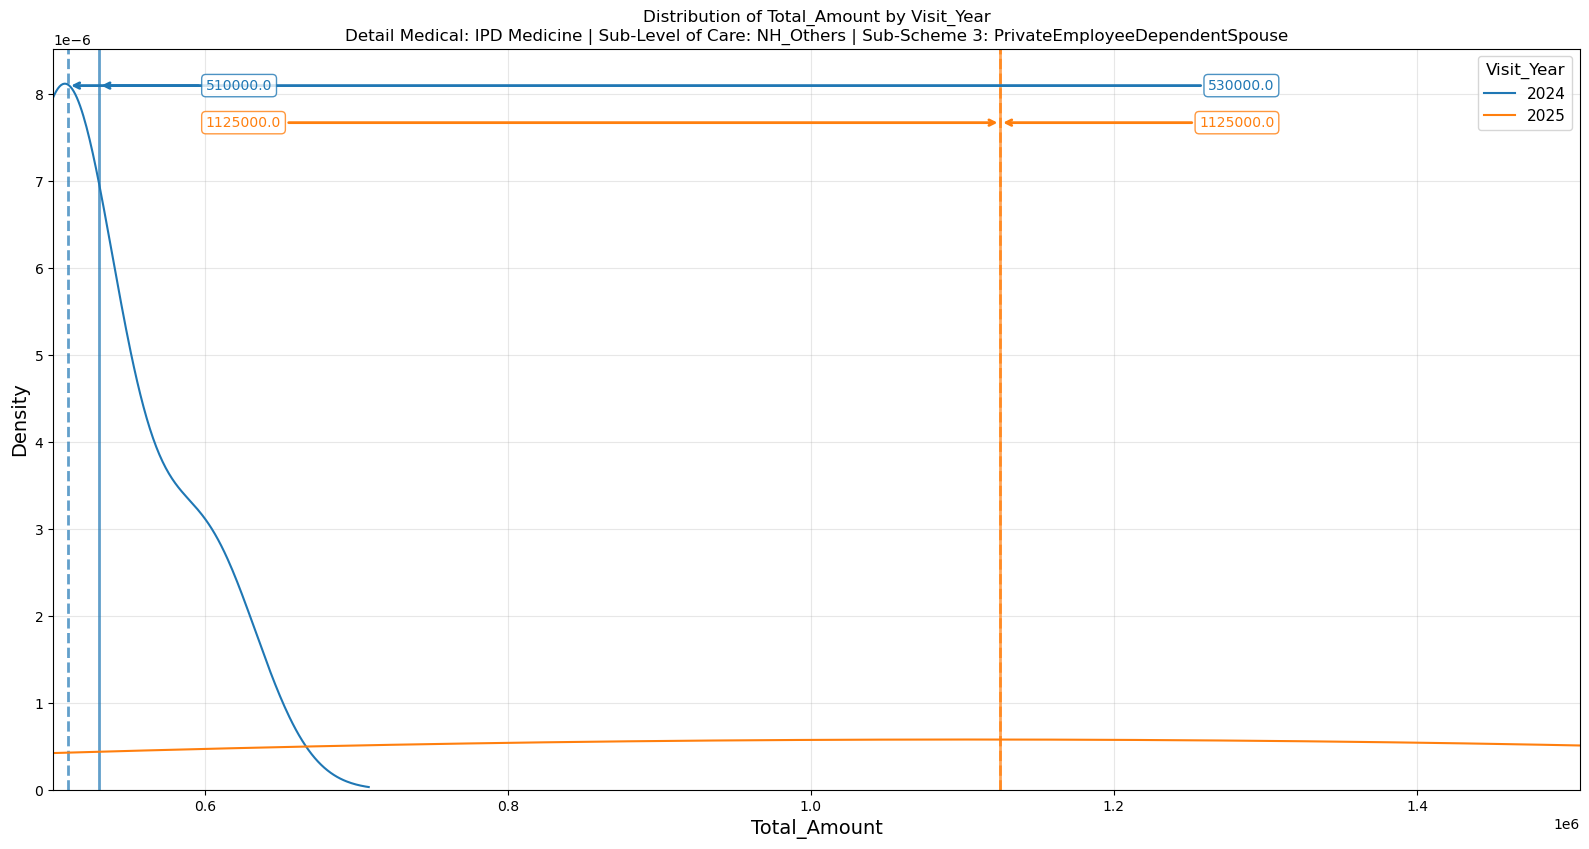 Distribution of Total_Amount by Visit_Year
Detail Medical: IPD Medicine | Sub-Level of Care: NH_Others | Sub-Scheme 3: PrivateEmployeeDependentSpouse
1e−6
Visit_Year
2024
2025
510000.0
530000.0
1125000.0
1125000.0
8
7
6
5
4
3
2
1
0
Density
0.6
0.8
1.0
1.2
1.4
1e6
Total_Amount